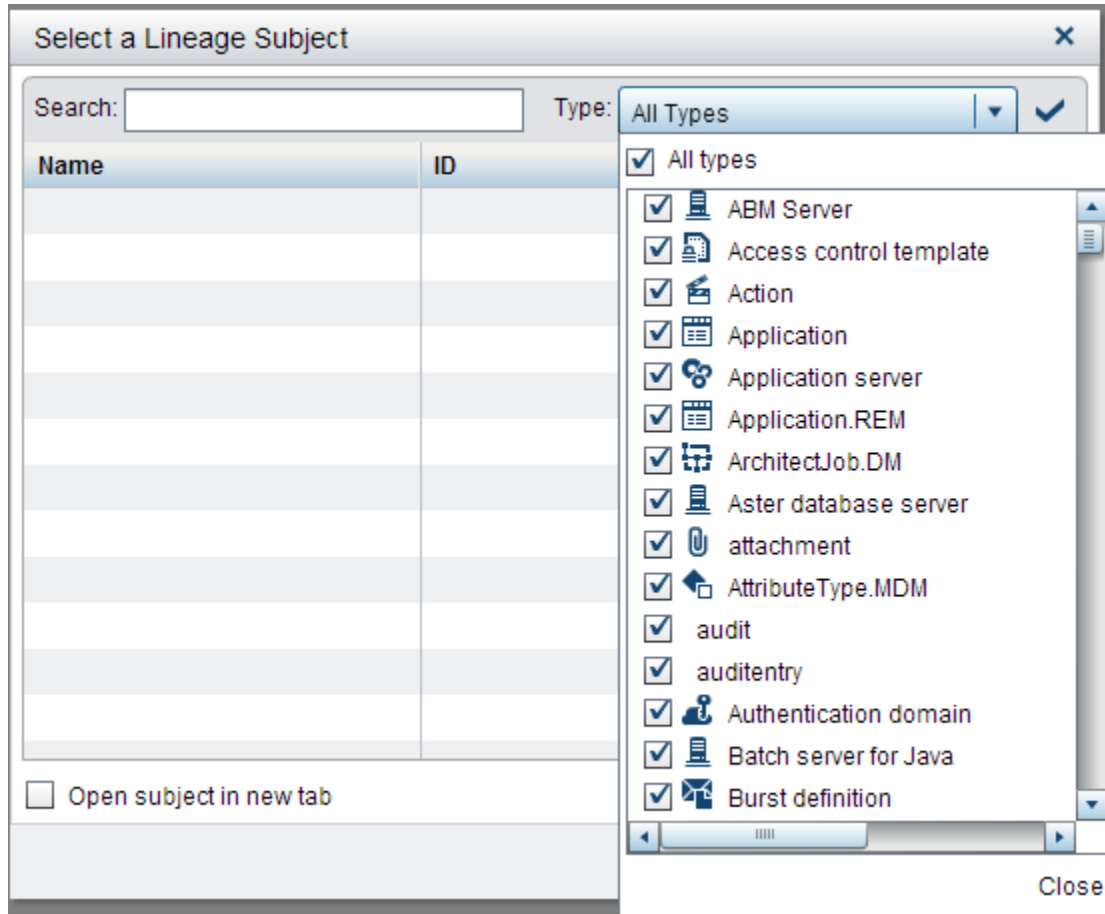 Select a Lineage Subject
Search:
Type: All Types
Name
ID
All types
ABM Server
Access control template
Action
Application
Application server
Application.REM
ArchitectJob.DM
Aster database server
attachment
AttributeType.MDM
audit
auditentry
Authentication domain
Batch server for Java
Burst definition
Open subject in new tab
Close